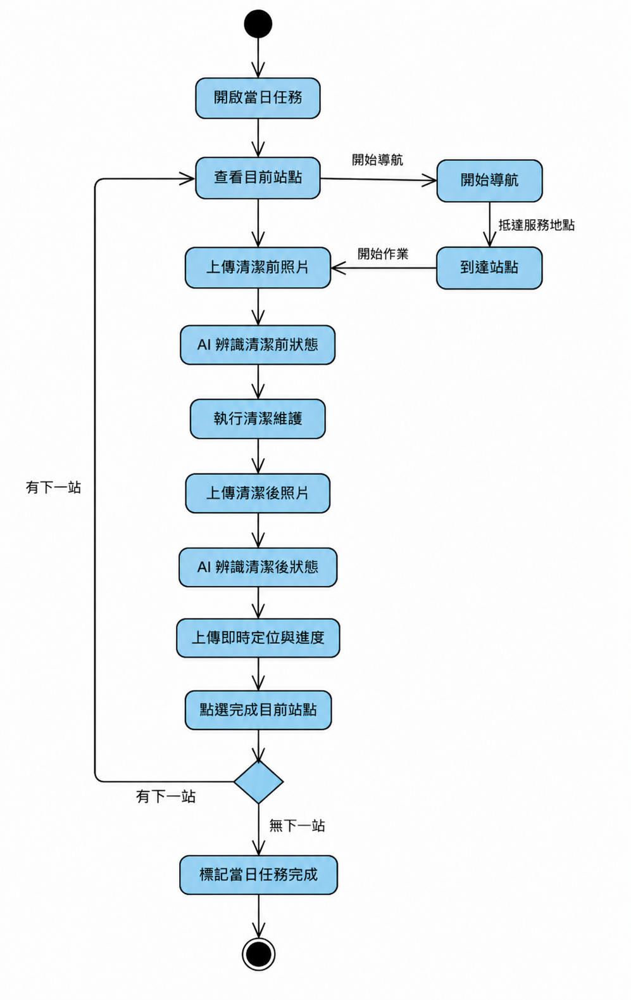 開啟當日任務
開始導航
查看目前站點
開始導航
抵達服務地點
開始作業
上傳清潔前照片
到達站點
AI 辨識清潔前狀態
執行清潔維護
有下一站
上傳清潔後照片
AI 辨識清潔後狀態
上傳即時定位與進度
點選完成目前站點
有下一站
無下一站
標記當日任務完成